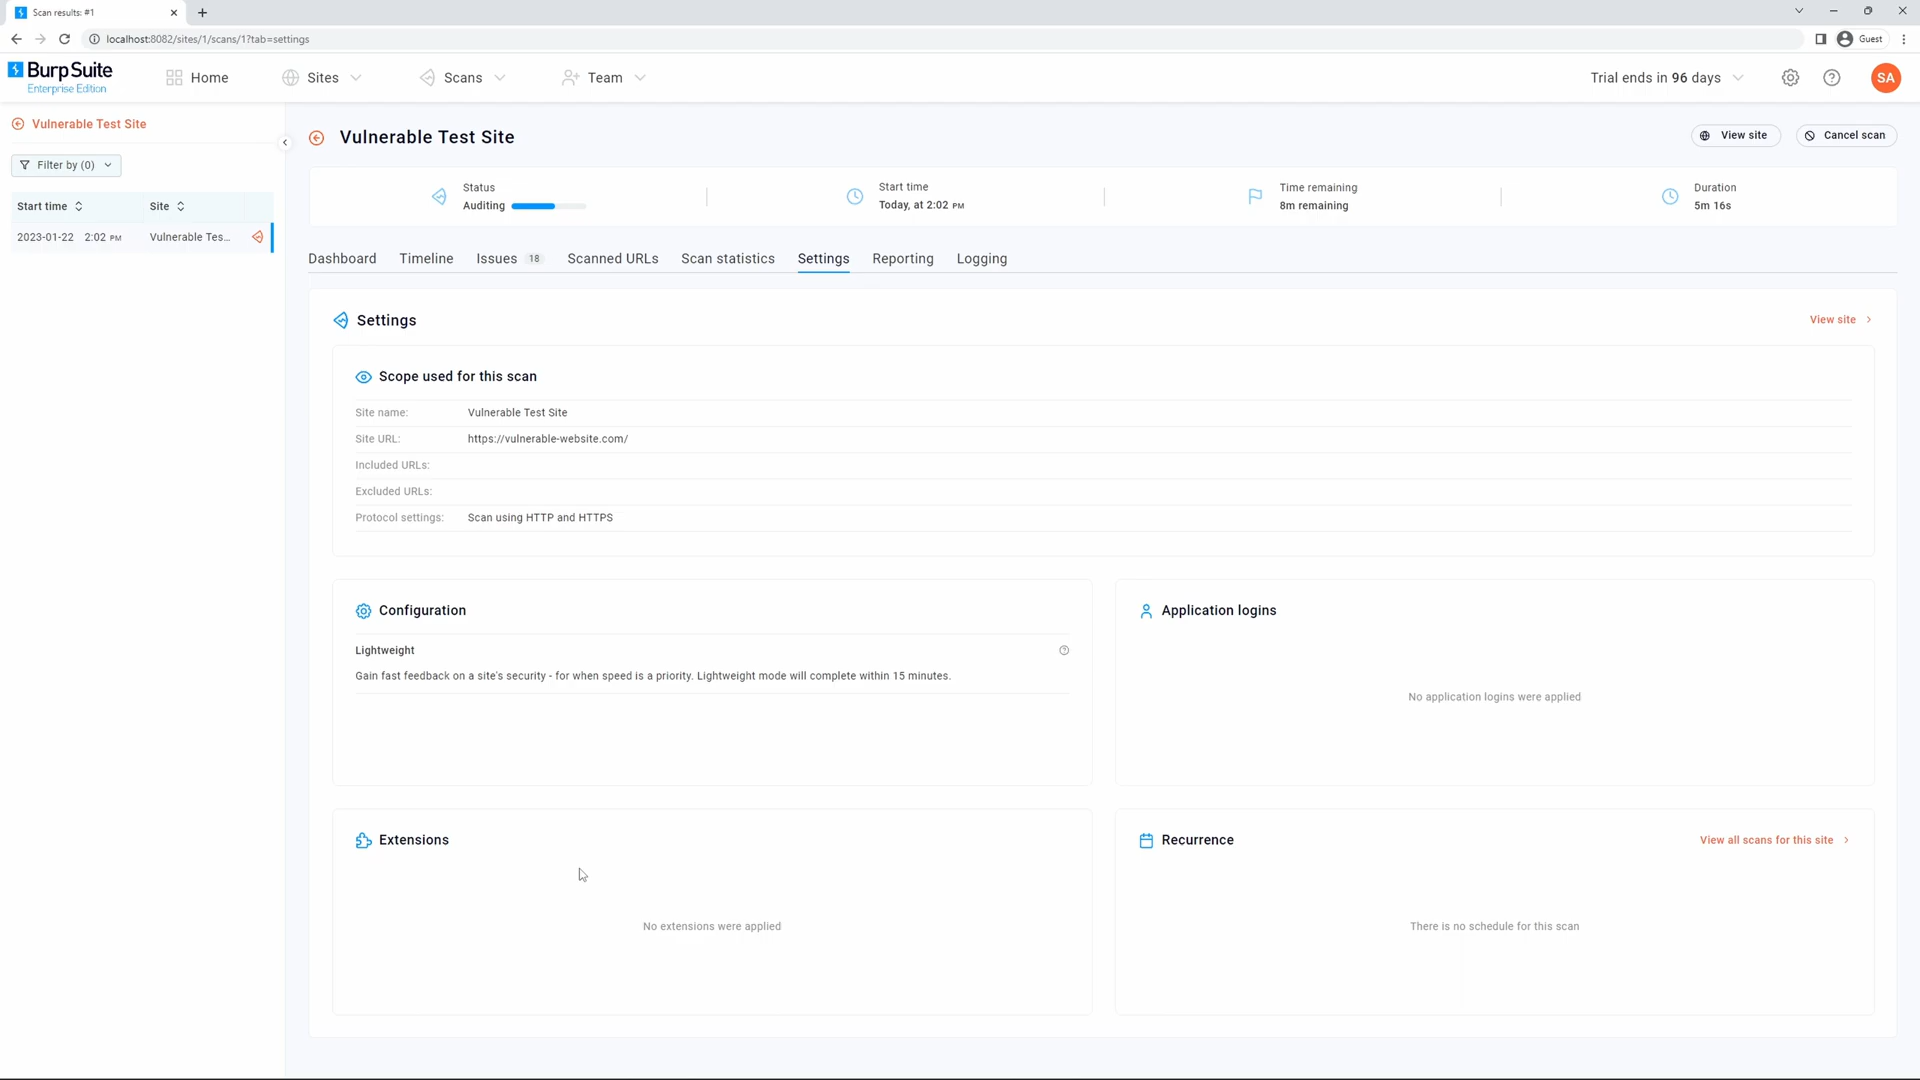 Scan results: #1
localhost:8082/sites/1/scans/1?tab=settings
Guest
BurpSuite
Enterprise Edition
Home
Sites
Scans
Team
Trial ends in 96 days
SA
Vulnerable Test Site
Filter by (0)
Start time
Site
2023-01-22 2:02 PM
Vulnerable Tes...
Vulnerable Test Site
View site
Cancel scan
Status
Auditing
Start time
Today, at 2:02 PM
Time remaining
8m remaining
Duration
5m 16s
Dashboard
Timeline
Issues 18
Scanned URLs
Scan statistics
Settings
Reporting
Logging
Settings
View site
Scope used for this scan
Site name: Vulnerable Test Site
Site URL: https://vulnerable-website.com/
Included URLs:
Excluded URLs:
Protocol settings: Scan using HTTP and HTTPS
Configuration
Lightweight
Gain fast feedback on a site's security - for when speed is a priority. Lightweight mode will complete within 15 minutes.
Application logins
No application logins were applied
Extensions
No extensions were applied
Recurrence
View all scans for this site
There is no schedule for this scan